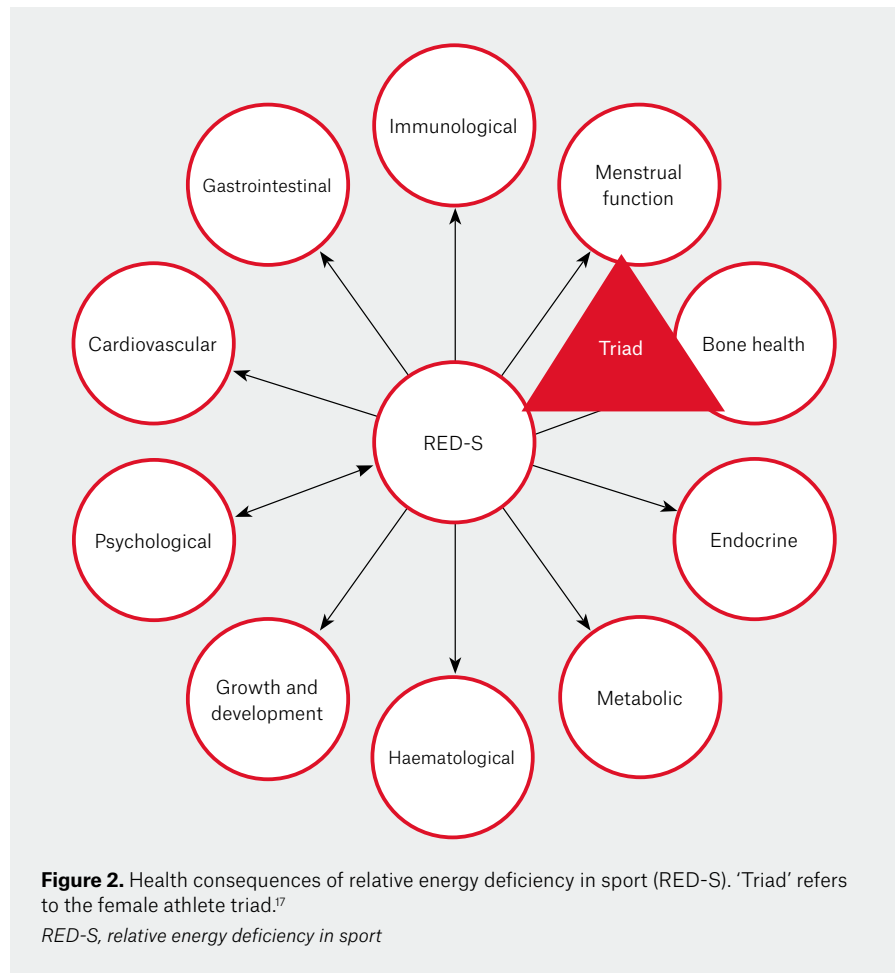 Immunological
Gastrointestinal
Menstrual
function
Cardiovascular
Triad
Bone health
RED-S
Psychological
Endocrine
Growth and
development
Metabolic
Haematological
Figure 2. Health consequences of relative energy deficiency in sport (RED-S). ‘Triad’ refers
to the female athlete triad.¹⁷
RED-S, relative energy deficiency in sport